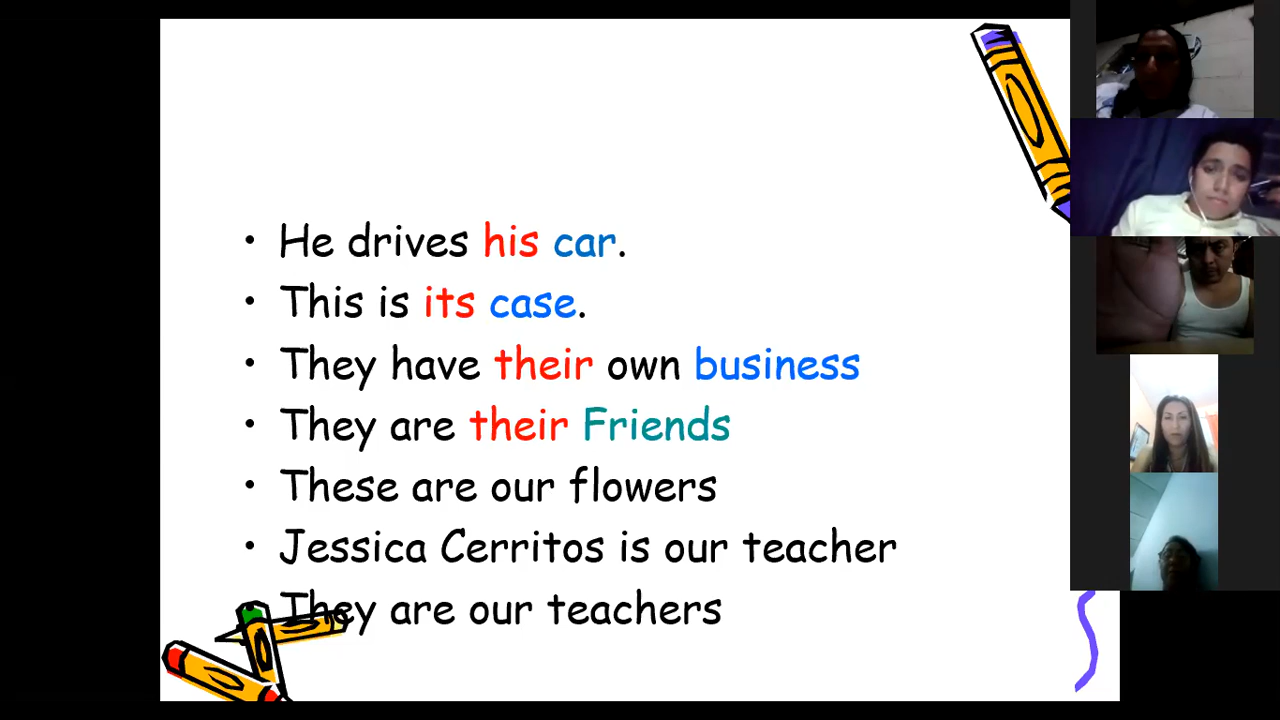 • He drives his car.
• This is its case.
• They have their own business
• They are their Friends
• These are our flowers
• Jessica Cerritos is our teacher
• They are our teachers